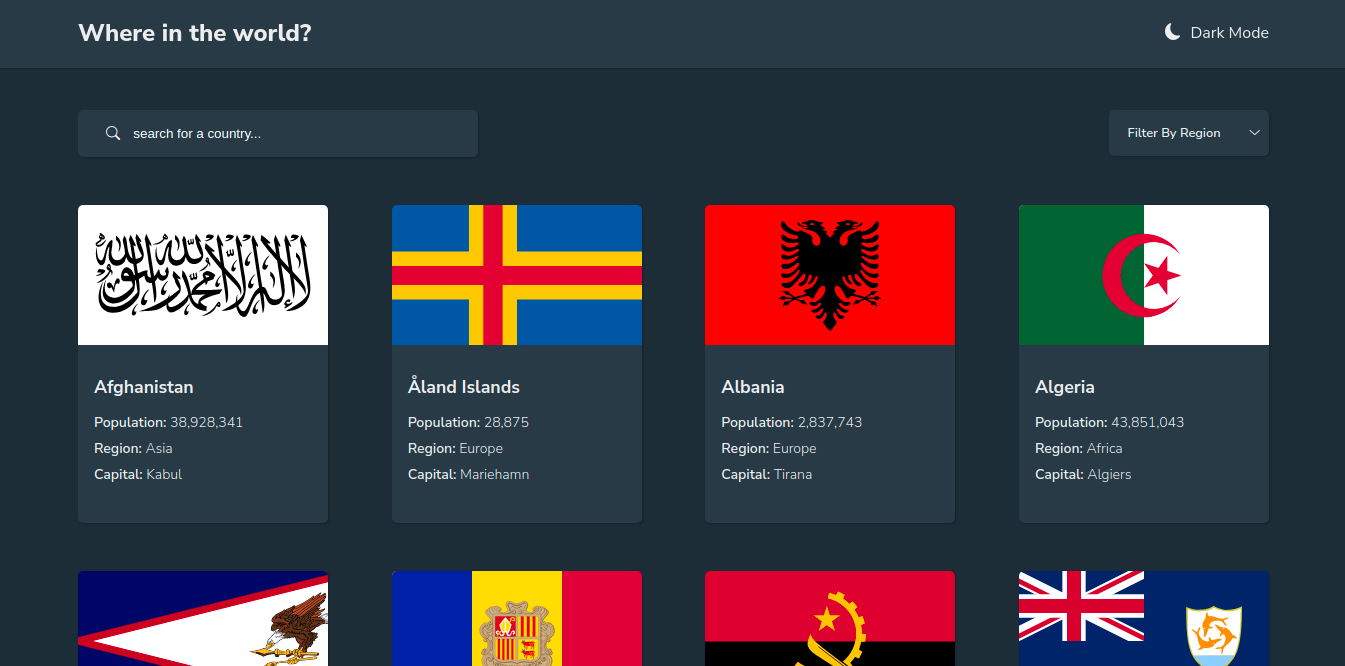 Where in the world?
Dark Mode
search for a country...
Filter By Region
لا إله إلا الله محمد رسول الله
Afghanistan
Population: 38,928,341
Region: Asia
Capital: Kabul
Åland Islands
Population: 28,875
Region: Europe
Capital: Mariehamn
Albania
Population: 2,837,743
Region: Europe
Capital: Tirana
Algeria
Population: 43,851,043
Region: Africa
Capital: Algiers